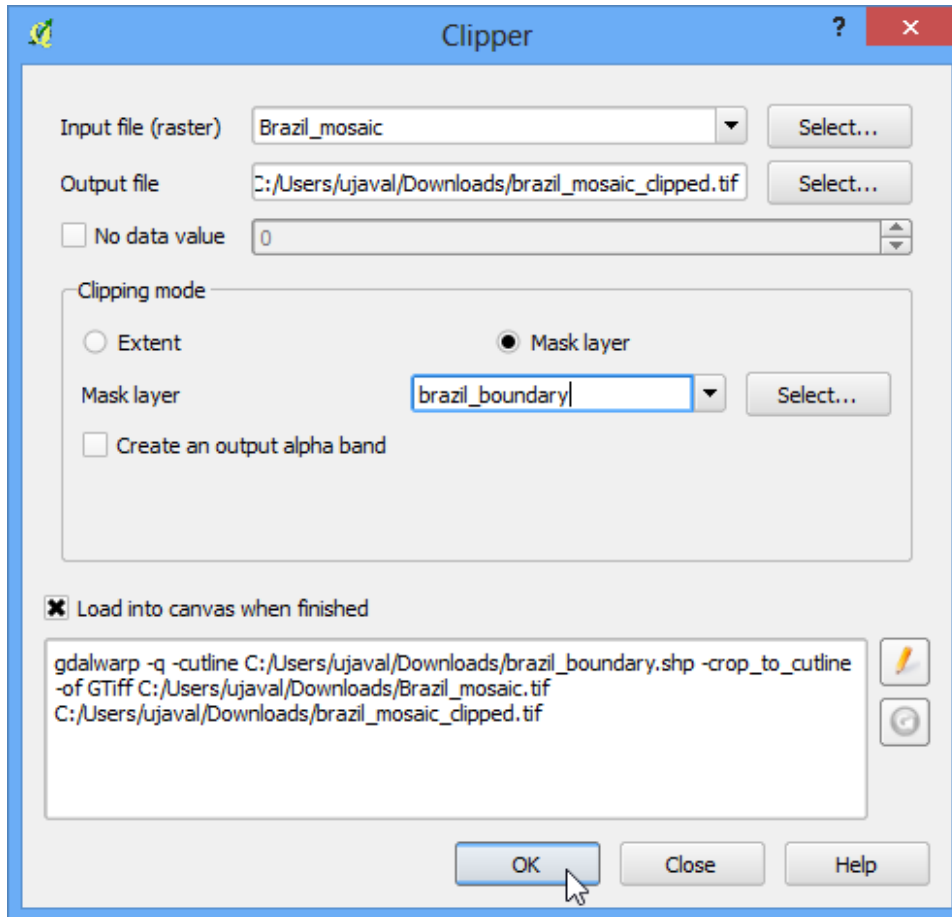 Clipper
?
Input file (raster)
Brazil_mosaic
Select...
Output file
C:/Users/ujaval/Downloads/brazil_mosaic_clipped.tif
Select...
No data value
0
Clipping mode
Extent
Mask layer
Mask layer
brazil_boundary
Select...
Create an output alpha band
Load into canvas when finished
gdalwarp -q -cutline C:/Users/ujaval/Downloads/brazil_boundary.shp -crop_to_cutline
-of GTiff C:/Users/ujaval/Downloads/Brazil_mosaic.tif
C:/Users/ujaval/Downloads/brazil_mosaic_clipped.tif
OK
Close
Help